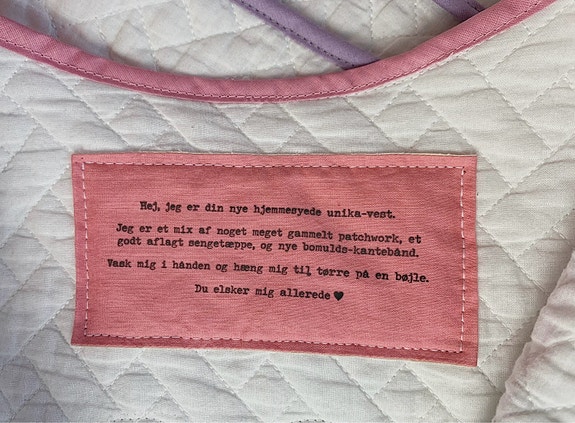 Hej, jeg er din nye hjemmesyede unika-vest.
Jeg er et mix af noget meget gammelt patchwork, et
godt aflagt sengetæppe, og nye bomulds-kantebånd.
Vask mig i hånden og hæng mig til tørre på en bøjle.
Du elsker mig allerede ♥